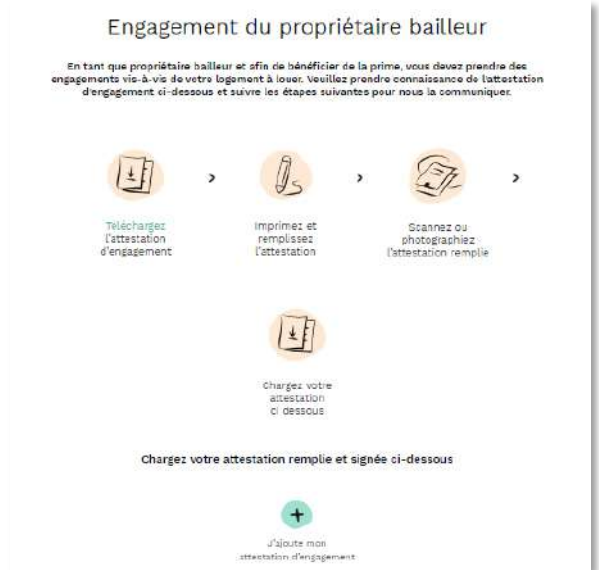 Engagement du propriétaire bailleur
En tant que propriétaire bailleur et afin de bénéficier de la prime, vous devez prendre des
engagements vis-à-vis de votre logement à louer. Veuillez prendre connaissance de l'attestation
d'engagement ci-dessous et suivre les étapes suivantes pour nous la communiquer.
Téléchargez
l'attestation
d'engagement
Imprimez et
remplissez
l'attestation
Scannez ou
photographiez
l'attestation remplie
Chargez votre
attestation
ci dessous
Chargez votre attestation remplie et signée ci-dessous
J'ajoute mon
attestation d'engagement